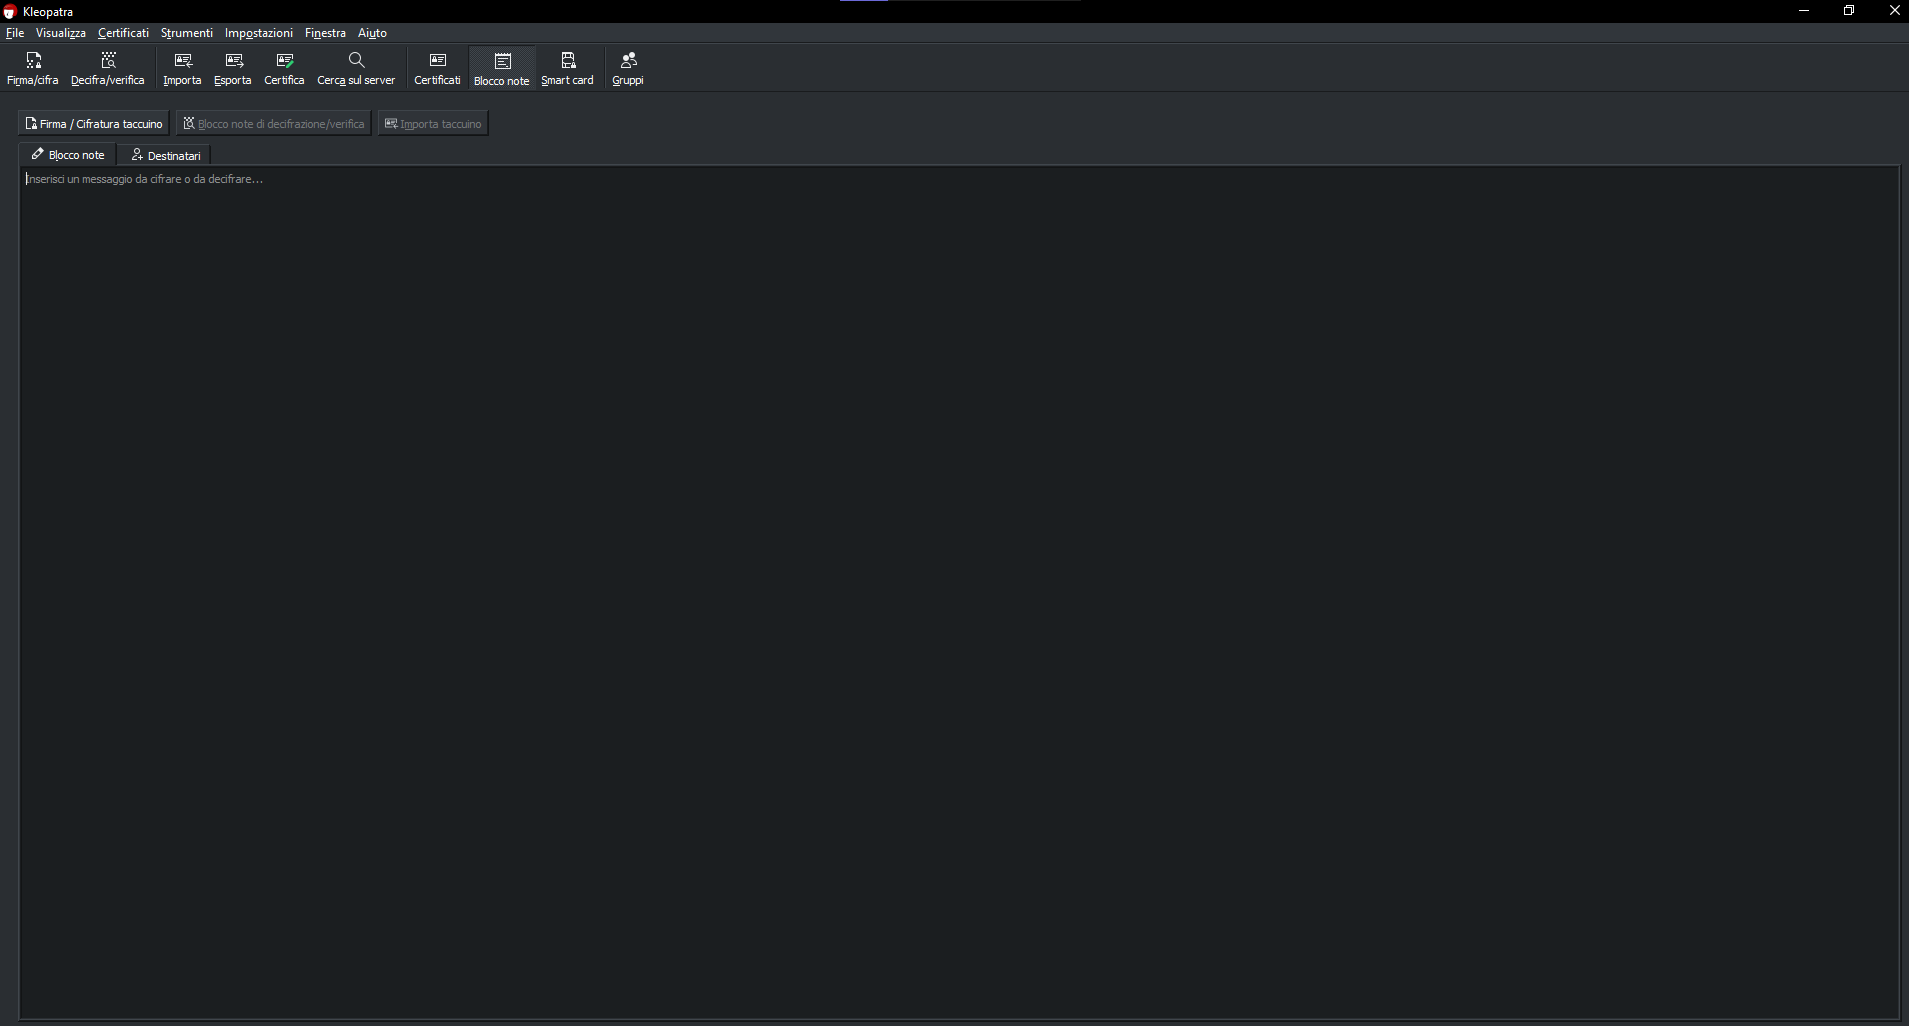 Kleopatra
File Visualizza Certificati Strumenti Impostazioni Finestra Aiuto
Firma/cifra Decifra/verifica Importa Esporta Certifica Cerca sul server Certificati Blocco note Smart card Gruppi
Firma / Cifratura taccuino Blocco note di decifrazione/verifica Importa taccuino
Blocco note Destinatari
Inserisci un messaggio da cifrare o da decifrare...